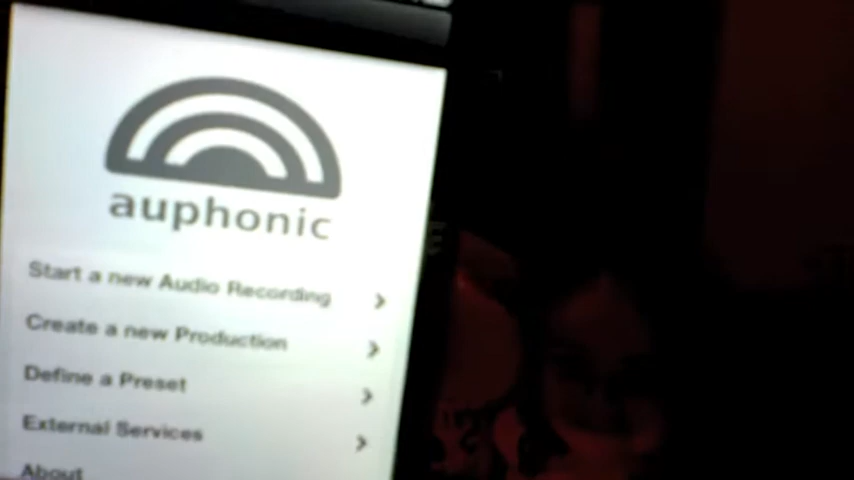 auphonic
Start a new Audio Recording
Create a new Production
Define a Preset
External Services
About